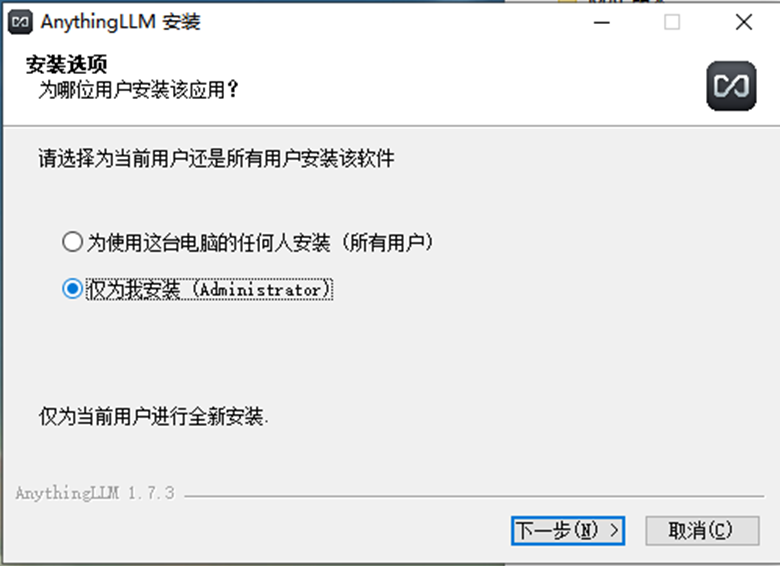 AnythingLLM 安装
安装选项
为哪位用户安装该应用？
请选择为当前用户还是所有用户安装该软件
为使用这台电脑的任何人安装（所有用户）
仅为我安装（Administrator）
仅为当前用户进行全新安装.
AnythingLLM 1.7.3
下一步(N) >
取消(C)